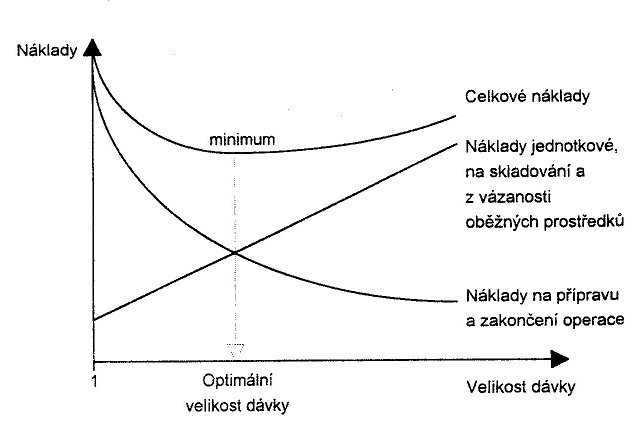 Náklady
Celkové náklady
minimum
Náklady jednotkové,
na skladování a
z vázanosti
oběžných prostředků
Náklady na přípravu
a zakončení operace
1
Optimální
velikost dávky
Velikost dávky